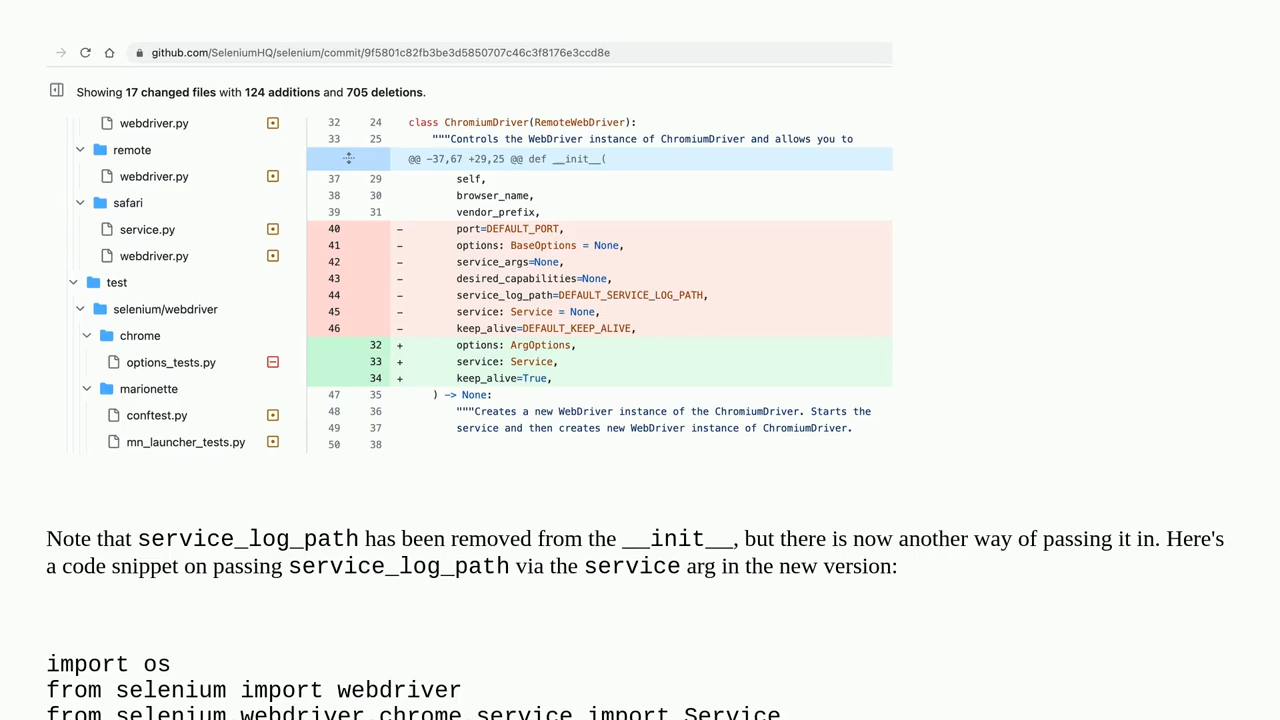 github.com/SeleniumHQ/selenium/commit/9f5801c82fb3be3d5850707c46c3f8176e3ccd8e
Showing 17 changed files with 124 additions and 705 deletions.
webdriver.py
remote
webdriver.py
safari
service.py
webdriver.py
test
selenium/webdriver
chrome
options_tests.py
marionette
conftest.py
mn_launcher_tests.py
32 24 class ChromiumDriver(RemoteWebDriver):
33 25 """Controls the WebDriver instance of ChromiumDriver and allows you to
@@ -37,67 +29,25 @@ def __init__(
37 29 self,
38 30 browser_name,
39 31 vendor_prefix,
40 - port=DEFAULT_PORT,
41 - options: BaseOptions = None,
42 - service_args=None,
43 - desired_capabilities=None,
44 - service_log_path=DEFAULT_SERVICE_LOG_PATH,
45 - service: Service = None,
46 - keep_alive=DEFAULT_KEEP_ALIVE,
32 + options: ArgOptions,
33 + service: Service,
34 + keep_alive=True,
47 35 ) -> None:
48 36 """Creates a new WebDriver instance of the ChromiumDriver. Starts the
49 37 service and then creates new WebDriver instance of ChromiumDriver.
50 38
Note that service_log_path has been removed from the __init__, but there is now another way of passing it in. Here's
a code snippet on passing service_log_path via the service arg in the new version:
import os
from selenium import webdriver
from selenium.webdriver.chrome.service import Service